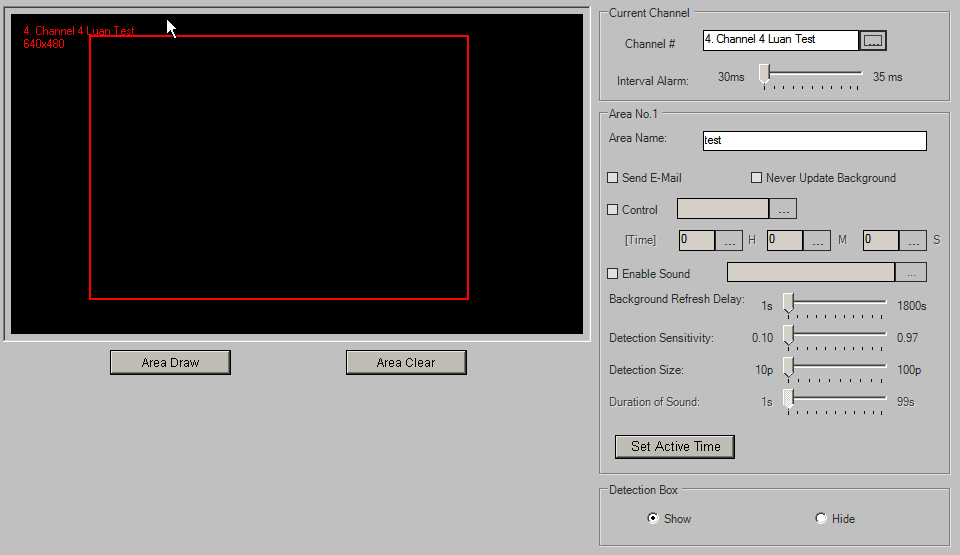 4. Channel 4 Luan Test
640x480
Area Draw
Area Clear
Current Channel
Channel #
4. Channel 4 Luan Test
...
Interval Alarm:
30ms
35 ms
Area No.1
Area Name:
test
Send E-Mail
Never Update Background
Control
...
[Time]
0
...
H
0
...
M
0
...
S
Enable Sound
...
Background Refresh Delay:
1s
1800s
Detection Sensitivity:
0.10
0.97
Detection Size:
10p
100p
Duration of Sound:
1s
99s
Set Active Time
Detection Box
Show
Hide